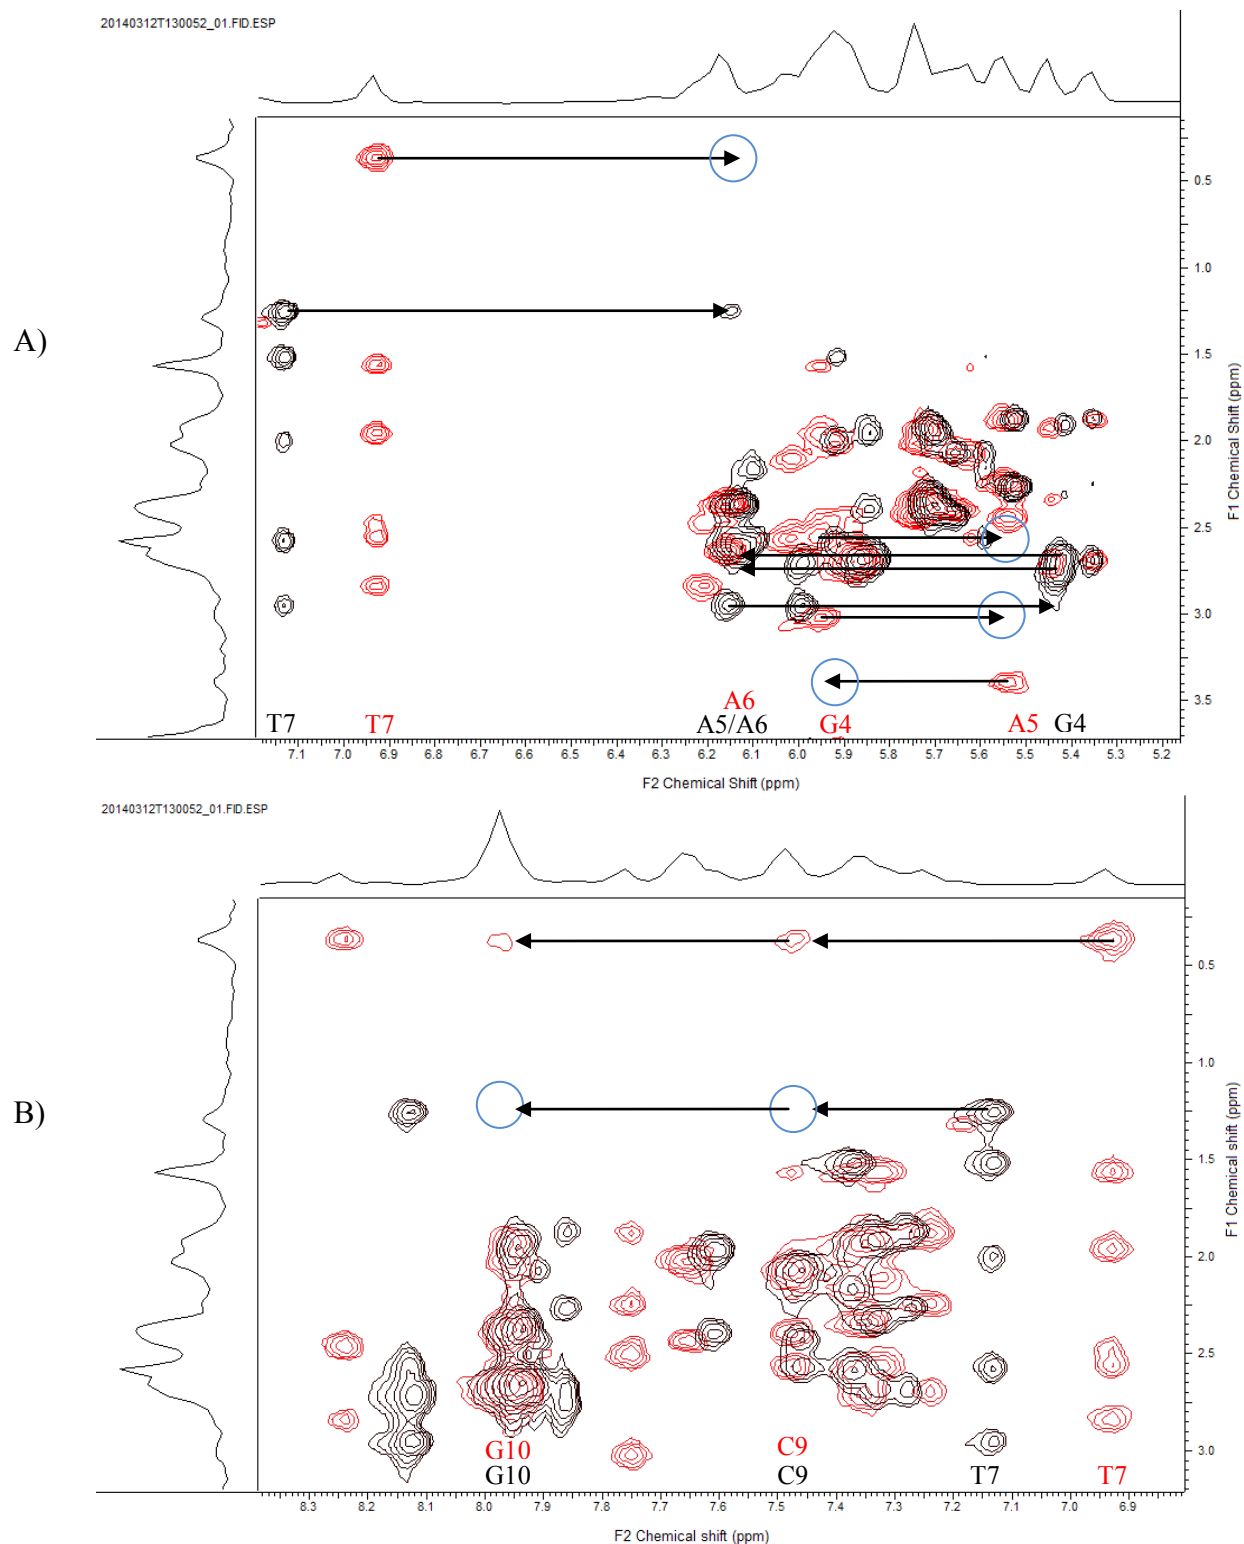 20140312T130052_01.FID.ESP
A)
0.5
1.0
1.5
2.0
2.5
3.0
3.5
F1 Chemical Shift (ppm)
A6
T7 T7 A5/A6 G4 A5 G4
7.1 7.0 6.9 6.8 6.7 6.6 6.5 6.4 6.3 6.2 6.1 6.0 5.9 5.8 5.7 5.6 5.5 5.4 5.3 5.2
F2 Chemical Shift (ppm)
20140312T130052_01.FID.ESP
B)
0.5
1.0
1.5
2.0
2.5
3.0
F1 Chemical shift (ppm)
G10 C9
G10 C9 T7 T7
8.3 8.2 8.1 8.0 7.9 7.8 7.7 7.6 7.5 7.4 7.3 7.2 7.1 7.0 6.9
F2 Chemical shift (ppm)